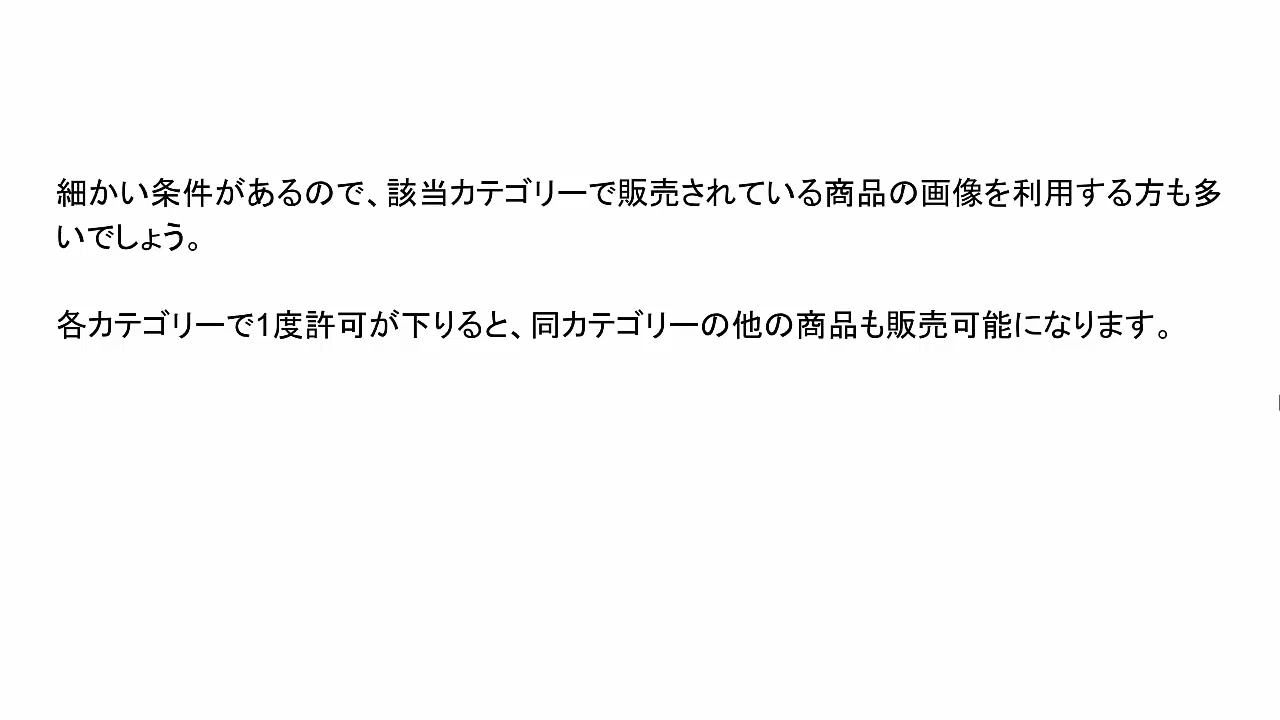 細かい条件があるので、該当カテゴリーで販売されている商品の画像を利用する方も多
いでしょう。
各カテゴリーで1度許可が下りると、同カテゴリーの他の商品も販売可能になります。